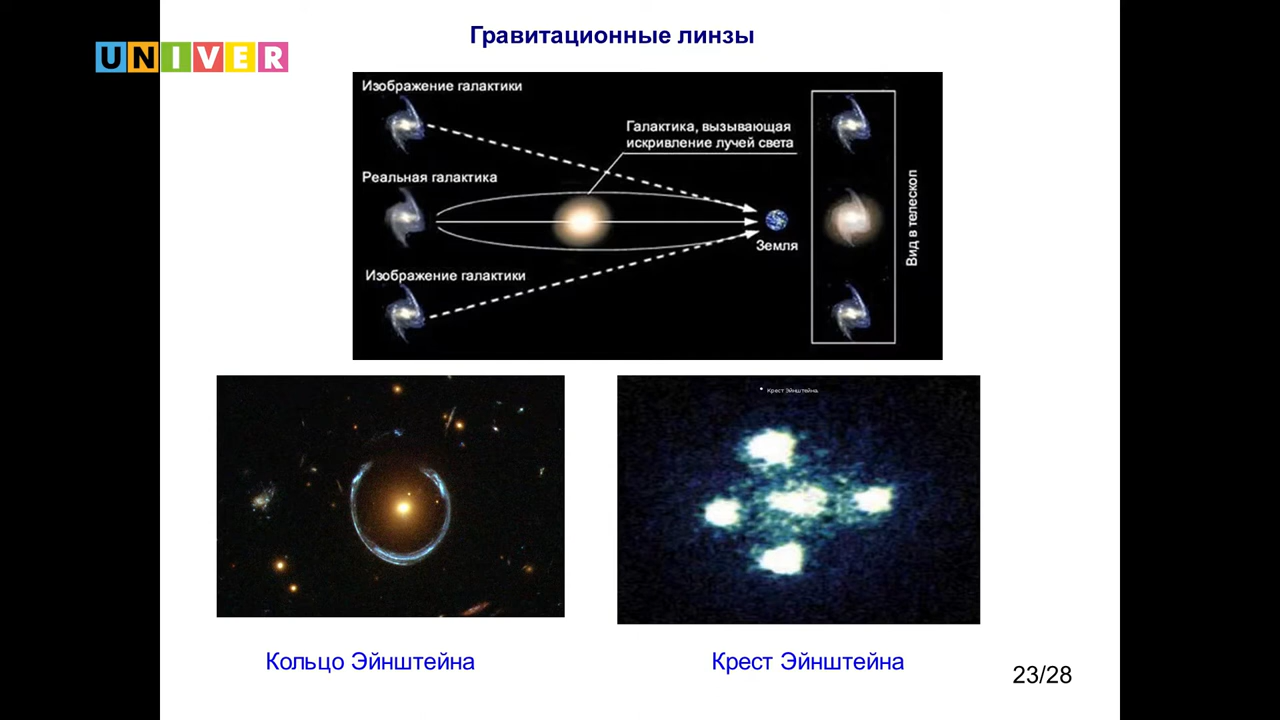 Гравитационные линзы
UNIVER
Изображение галактики
Галактика, вызывающая
искривление лучей света
Реальная галактика
Земля
Изображение галактики
Вид в телескоп
Крест Эйнштейна
Кольцо Эйнштейна
Крест Эйнштейна
23/28